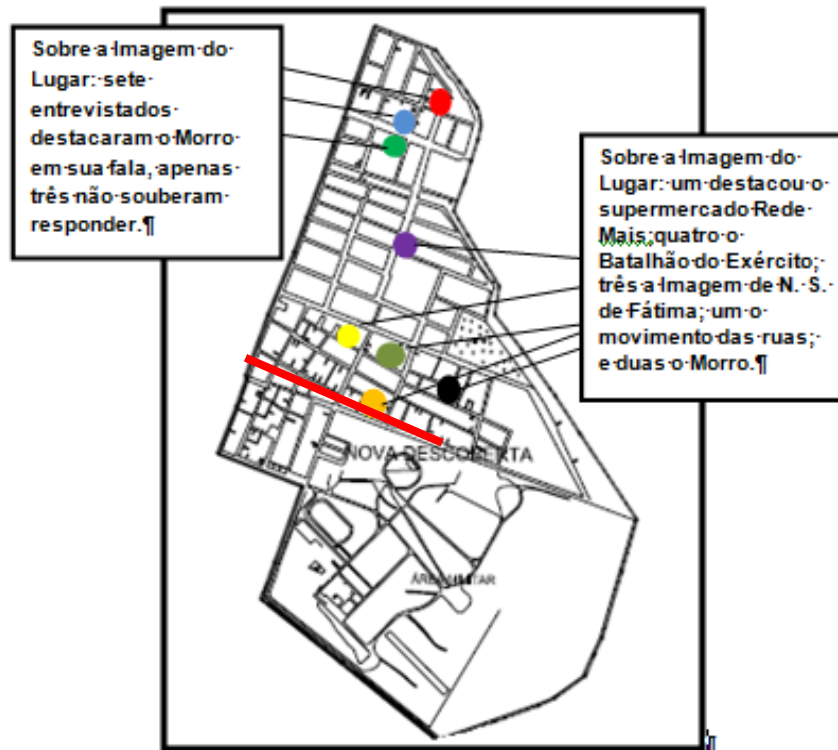 Sobre·a·Imagem·do·
Lugar:·sete·
entrevistados·
destacaram·o·Morro·
em·sua·fala,·apenas·
três·não·souberam·
responder.¶
Sobre·a·Imagem·do·
Lugar:·um·destacou·o·
supermercado·Rede·
Mais;quatro·o·
Batalhão·do·Exército;·
três·a·Imagem·de·N.·S.·
de·Fátima;·um·o·
movimento·das·ruas;·
e·duas·o·Morro.¶
NOVA DESCOBERTA
ÁREA MILITAR
¶